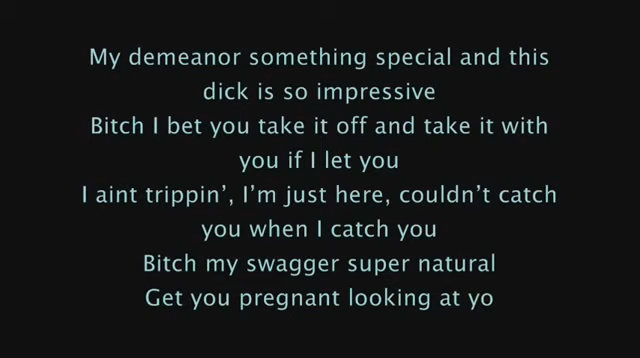 My demeanor something special and this
dick is so impressive
Bitch I bet you take it off and take it with
you if I let you
I aint trippin', I'm just here, couldn't catch
you when I catch you
Bitch my swagger super natural
Get you pregnant looking at yo